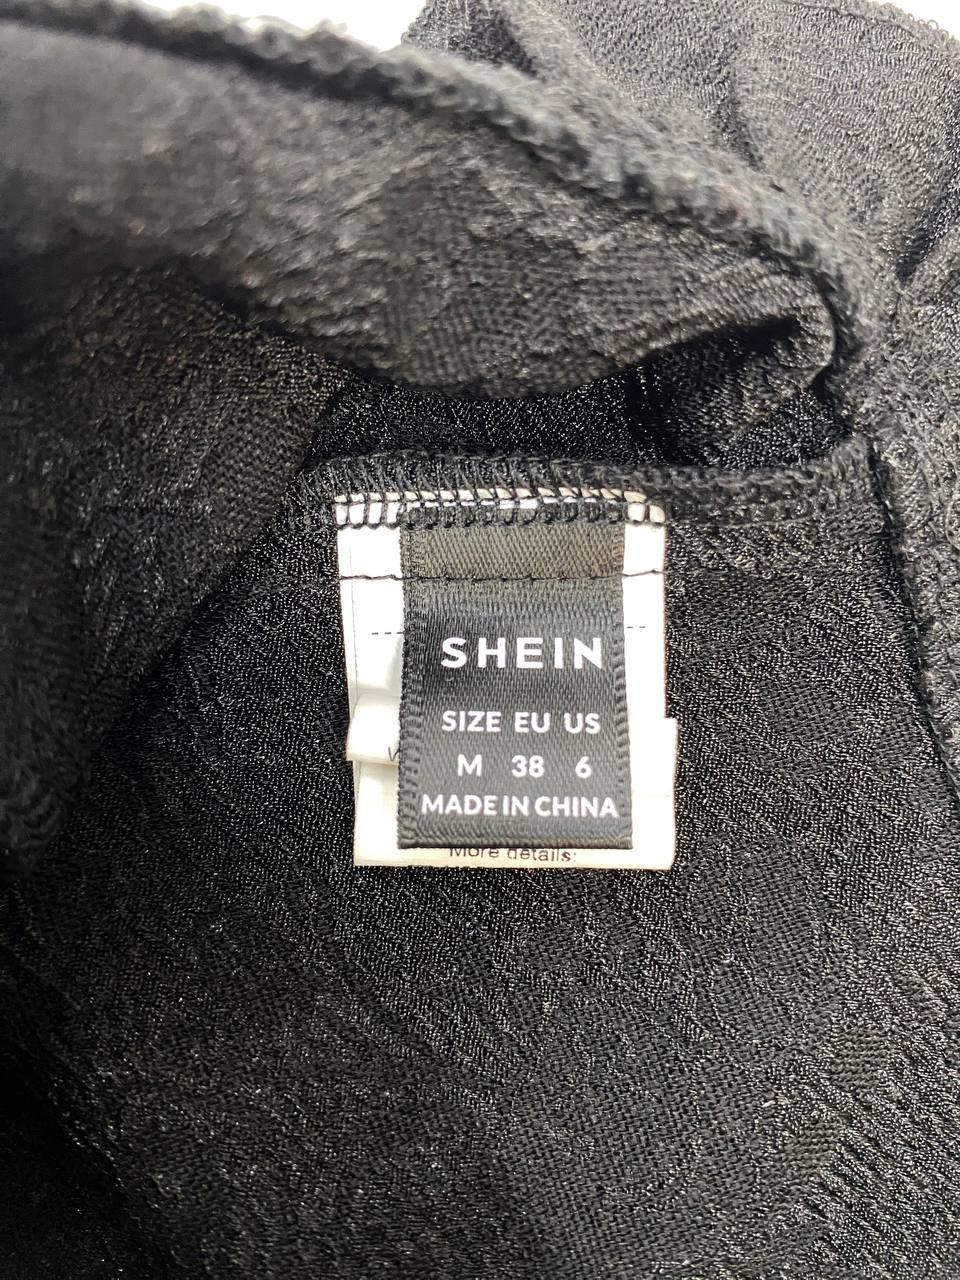 SHEIN
SIZE EU US
M 38 6
MADE IN CHINA
More details: